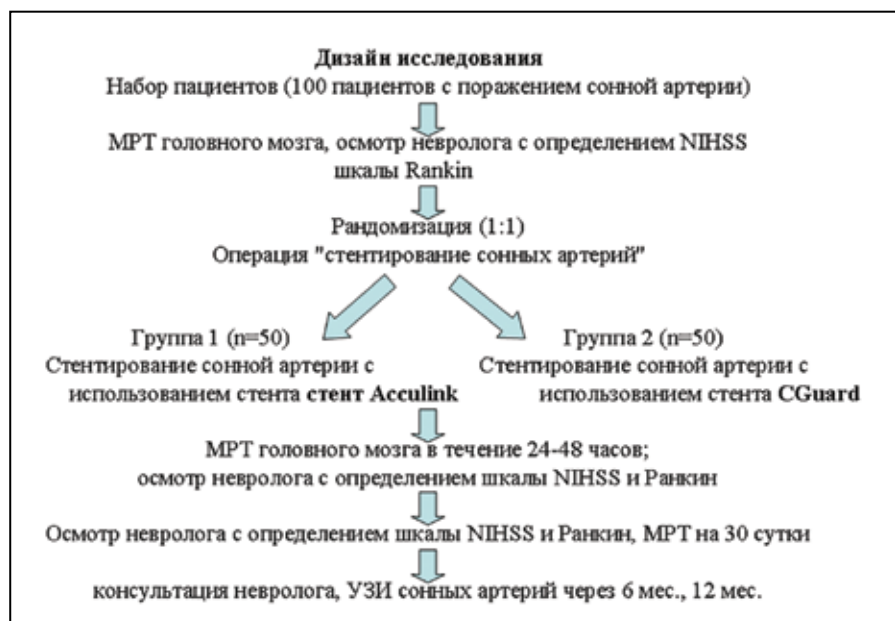 Дизайн исследования
Набор пациентов (100 пациентов с поражением сонной артерии)
МРТ головного мозга, осмотр невролога с определением NIHSS
шкалы Rankin
Рандомизация (1:1)
Операция "стентирование сонных артерий"
Группа 1 (n=50)
Стентирование сонной артерии с
использованием стента стент Acculink
Группа 2 (n=50)
Стентирование сонной артерии с
использованием стента CGuard
МРТ головного мозга в течение 24-48 часов;
осмотр невролога с определением шкалы NIHSS и Ранкин
Осмотр невролога с определением шкалы NIHSS и Ранкин, МРТ на 30 сутки
консультация невролога, УЗИ сонных артерий через 6 мес., 12 мес.